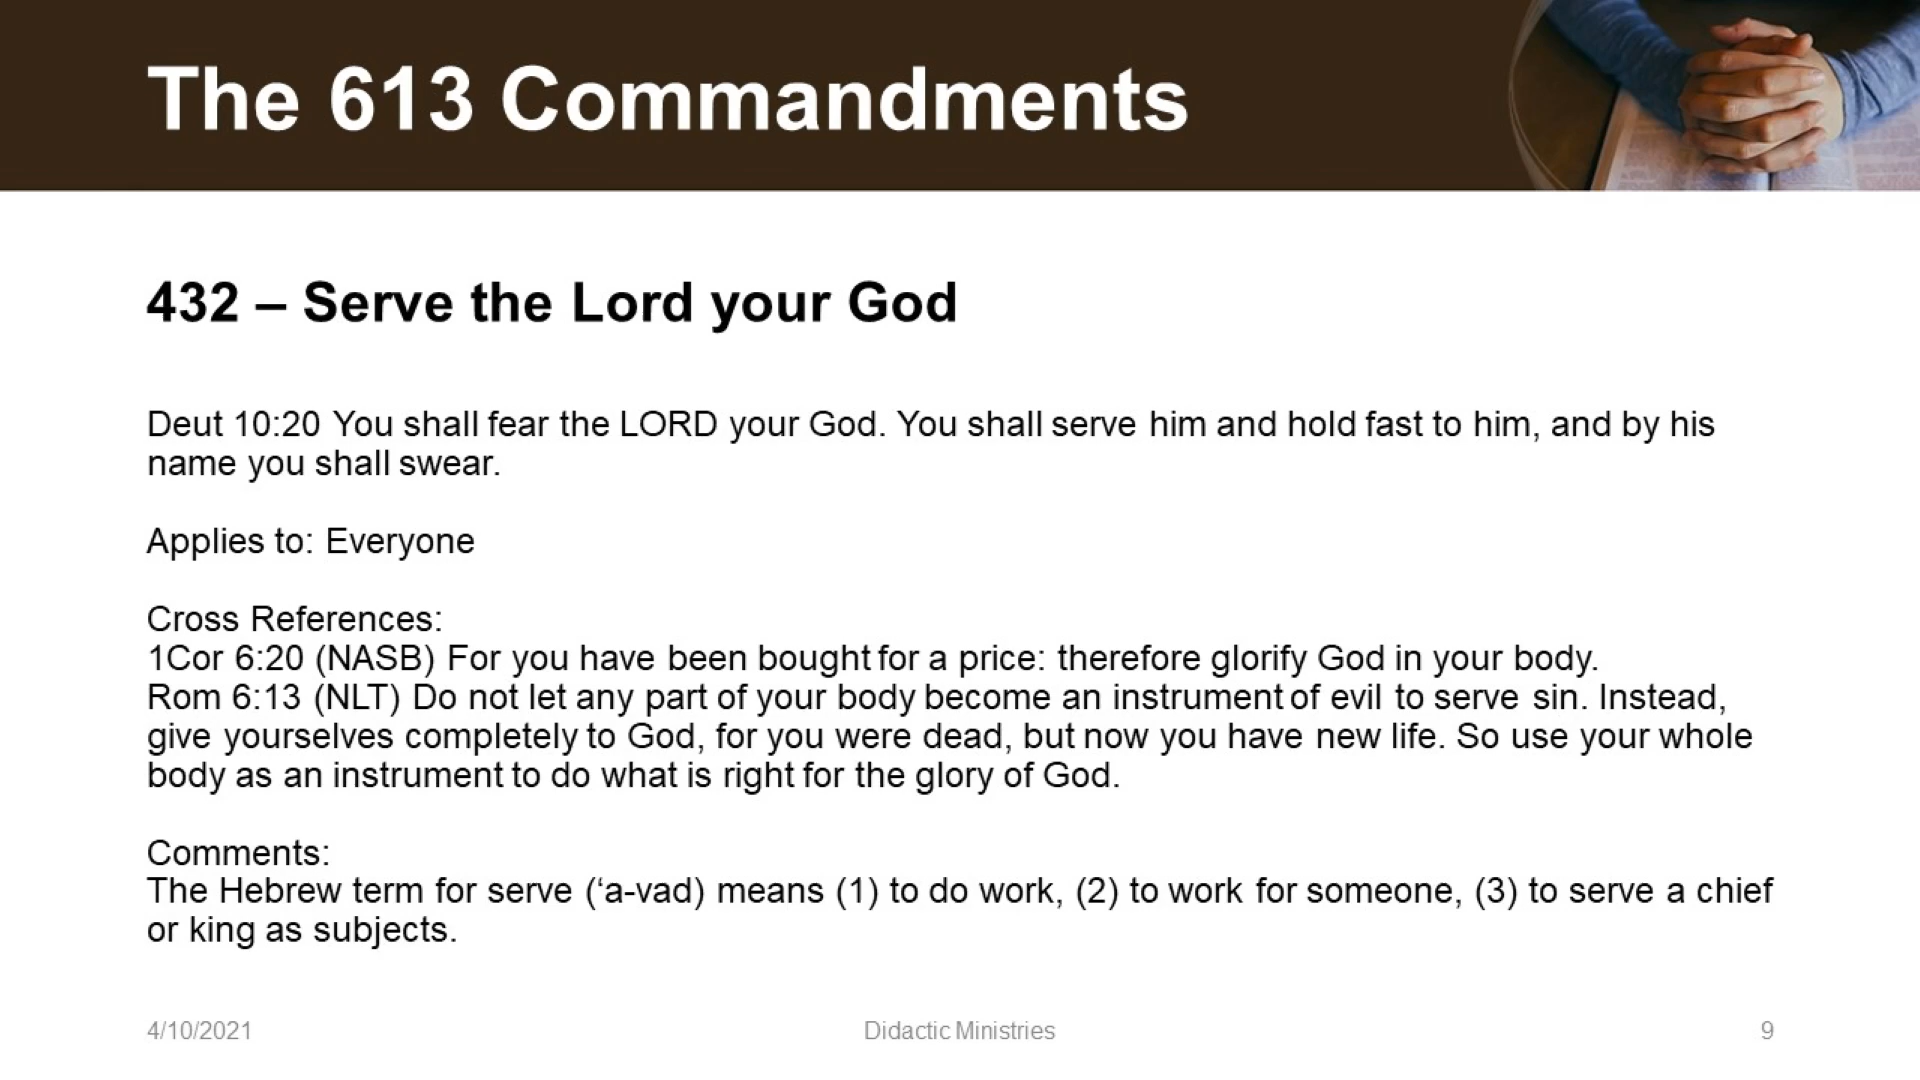 The 613 Commandments
432 – Serve the Lord your God
Deut 10:20 You shall fear the LORD your God. You shall serve him and hold fast to him, and by his
name you shall swear.
Applies to: Everyone
Cross References:
1Cor 6:20 (NASB) For you have been bought for a price: therefore glorify God in your body.
Rom 6:13 (NLT) Do not let any part of your body become an instrument of evil to serve sin. Instead,
give yourselves completely to God, for you were dead, but now you have new life. So use your whole
body as an instrument to do what is right for the glory of God.
Comments:
The Hebrew term for serve (‘a-vad) means (1) to do work, (2) to work for someone, (3) to serve a chief
or king as subjects.
4/10/2021
Didactic Ministries
9